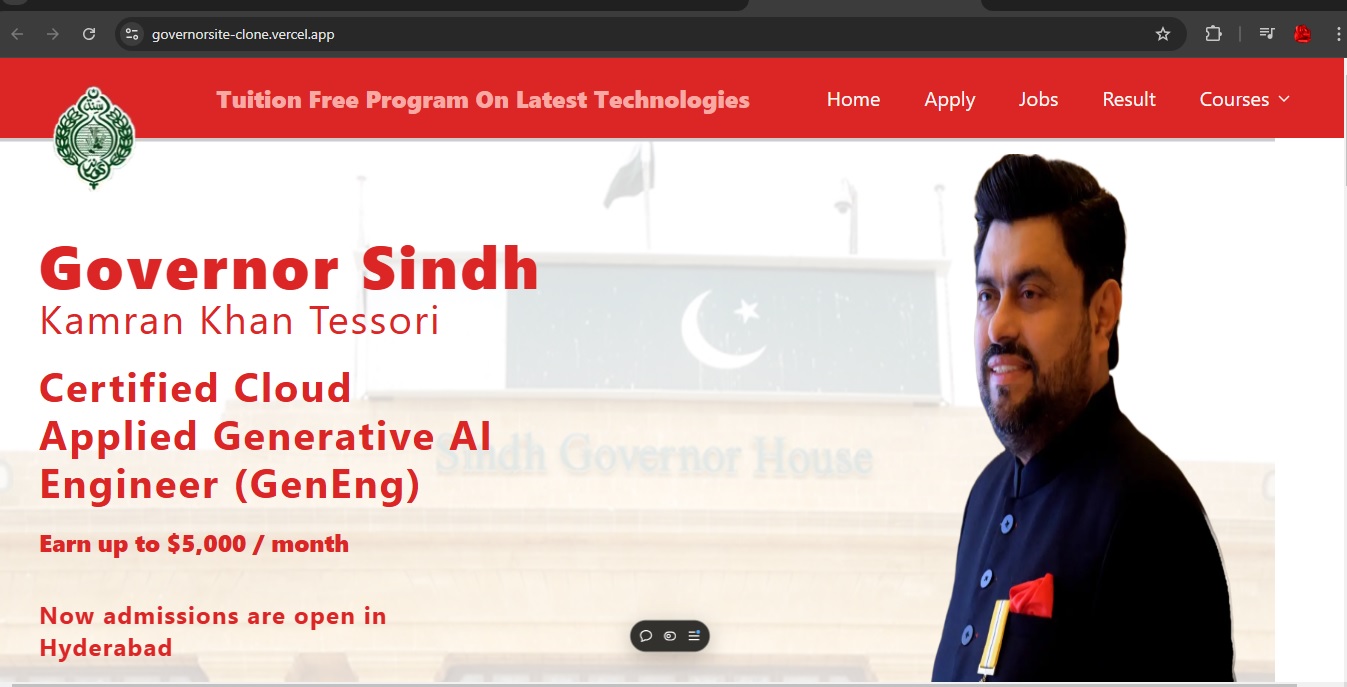 governorsite-clone.vercel.app
Tuition Free Program On Latest Technologies
Home
Apply
Jobs
Result
Courses
Governor Sindh
Kamran Khan Tessori
Certified Cloud
Applied Generative AI
Engineer (GenEng)
Sindh Governor House
Earn up to $5,000 / month
Now admissions are open in
Hyderabad